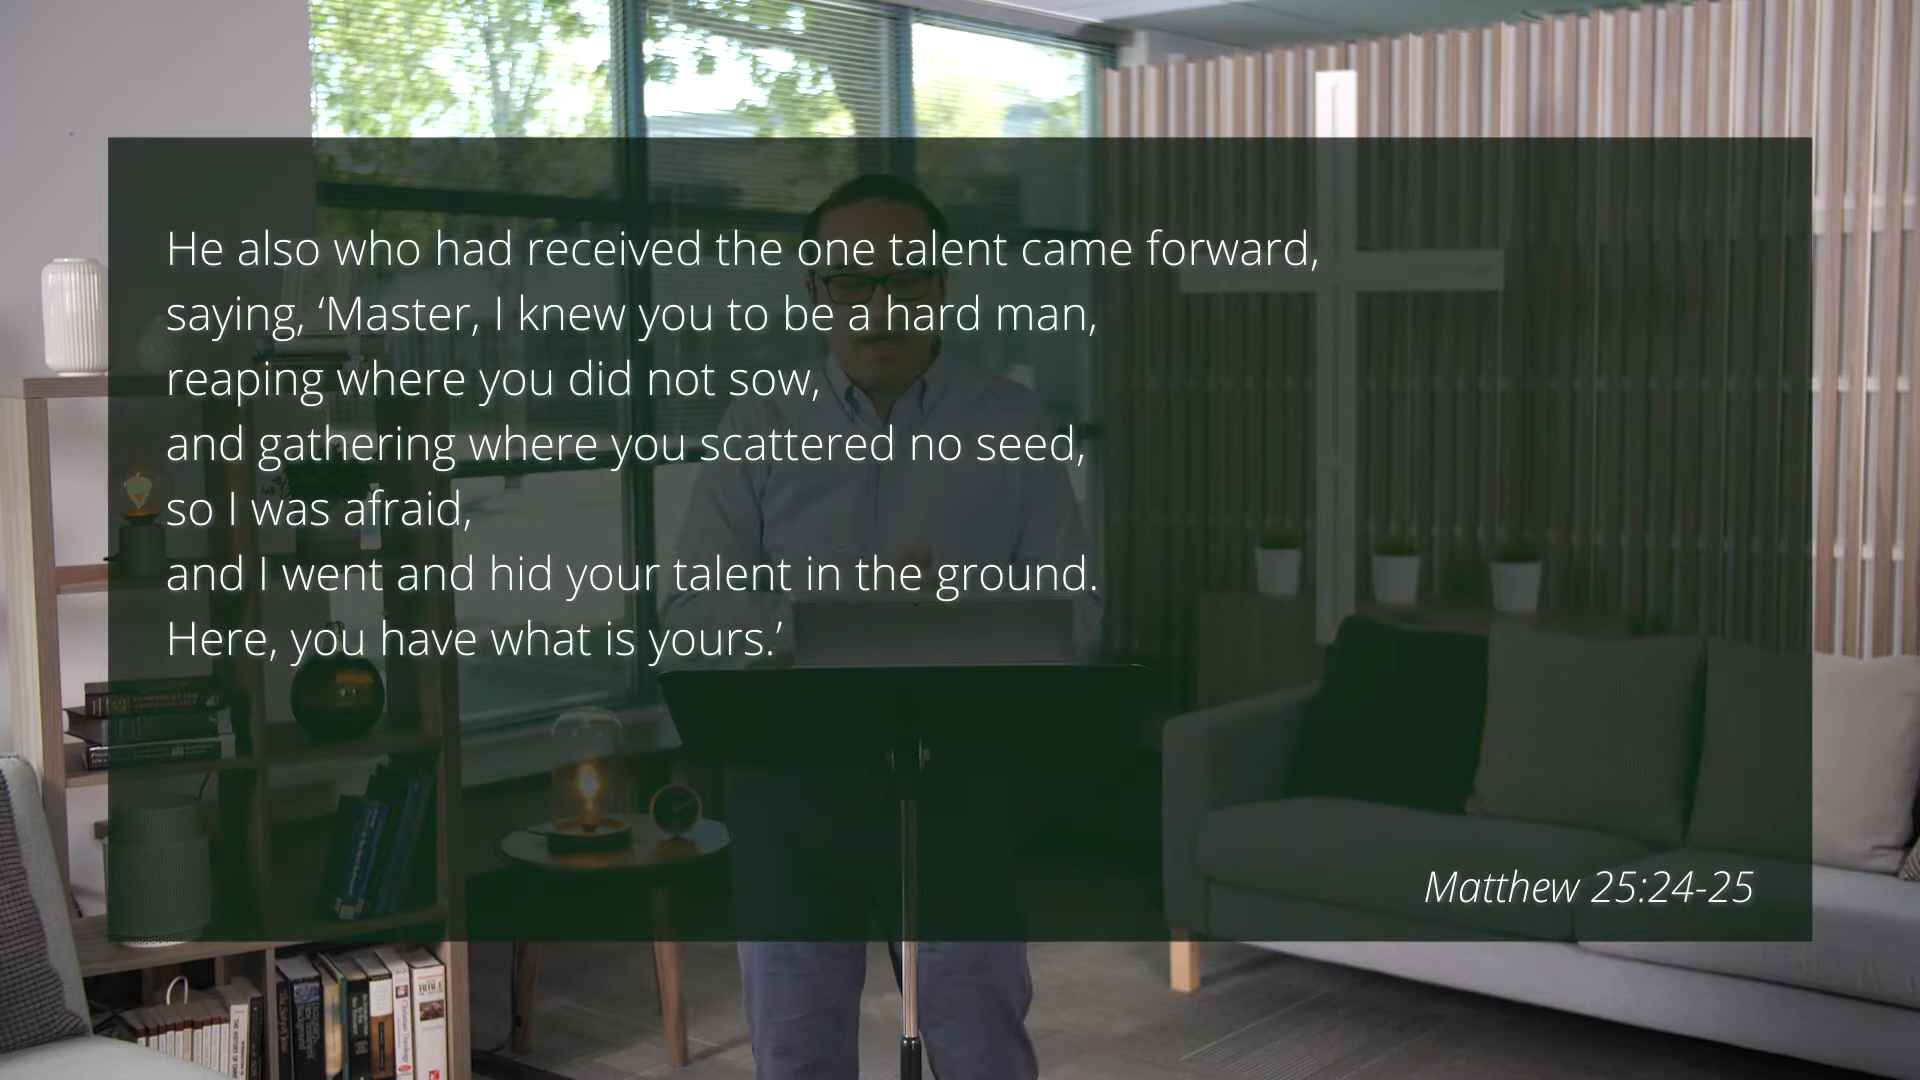 He also who had received the one talent came forward,
saying, ‘Master, I knew you to be a hard man,
reaping where you did not sow,
and gathering where you scattered no seed,
so I was afraid,
and I went and hid your talent in the ground.
Here, you have what is yours.’
Matthew 25:24-25